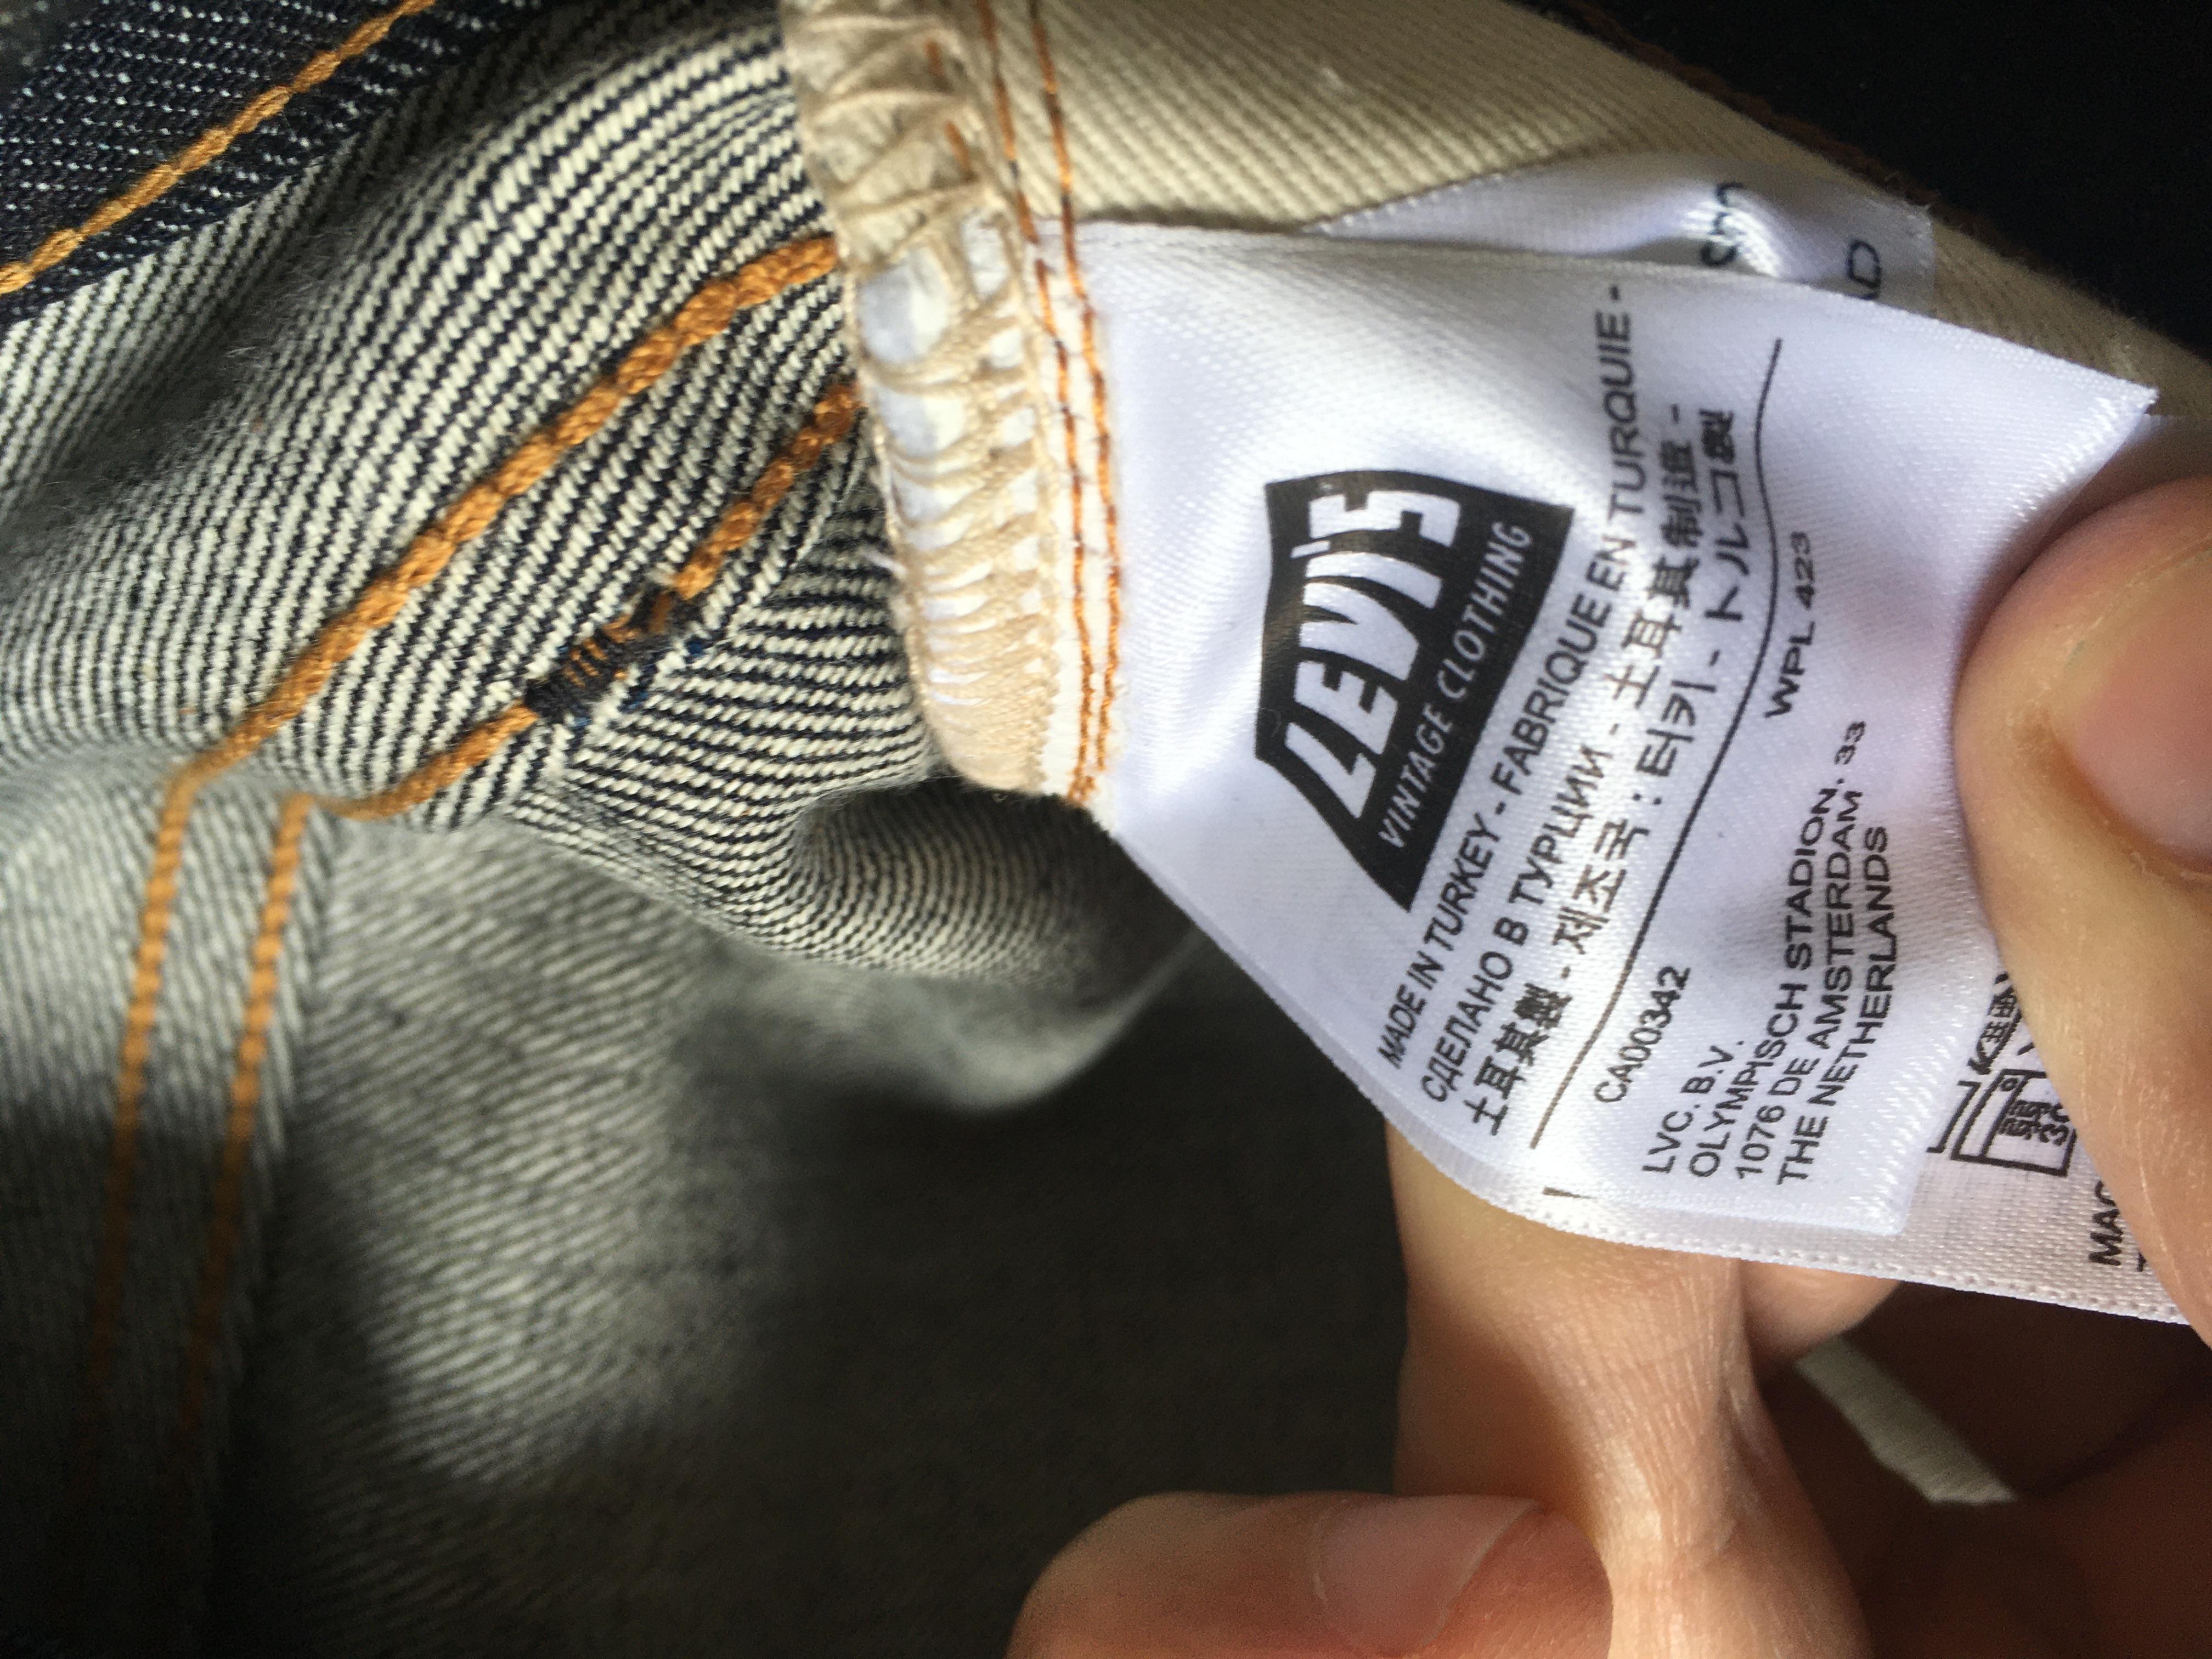 LEVI'S
VINTAGE CLOTHING
MADE IN TURKEY - FABRIQUE EN TURQUIE -
СДЕЛАНО В ТУРЦИИ - 土耳其制造 -
土耳其製 - 제조국 : 터키 - トルコ製
CA00342 WPL 423
LVC. B.V.
OLYMPISCH STADION, 33
1076 DE AMSTERDAM
THE NETHERLANDS